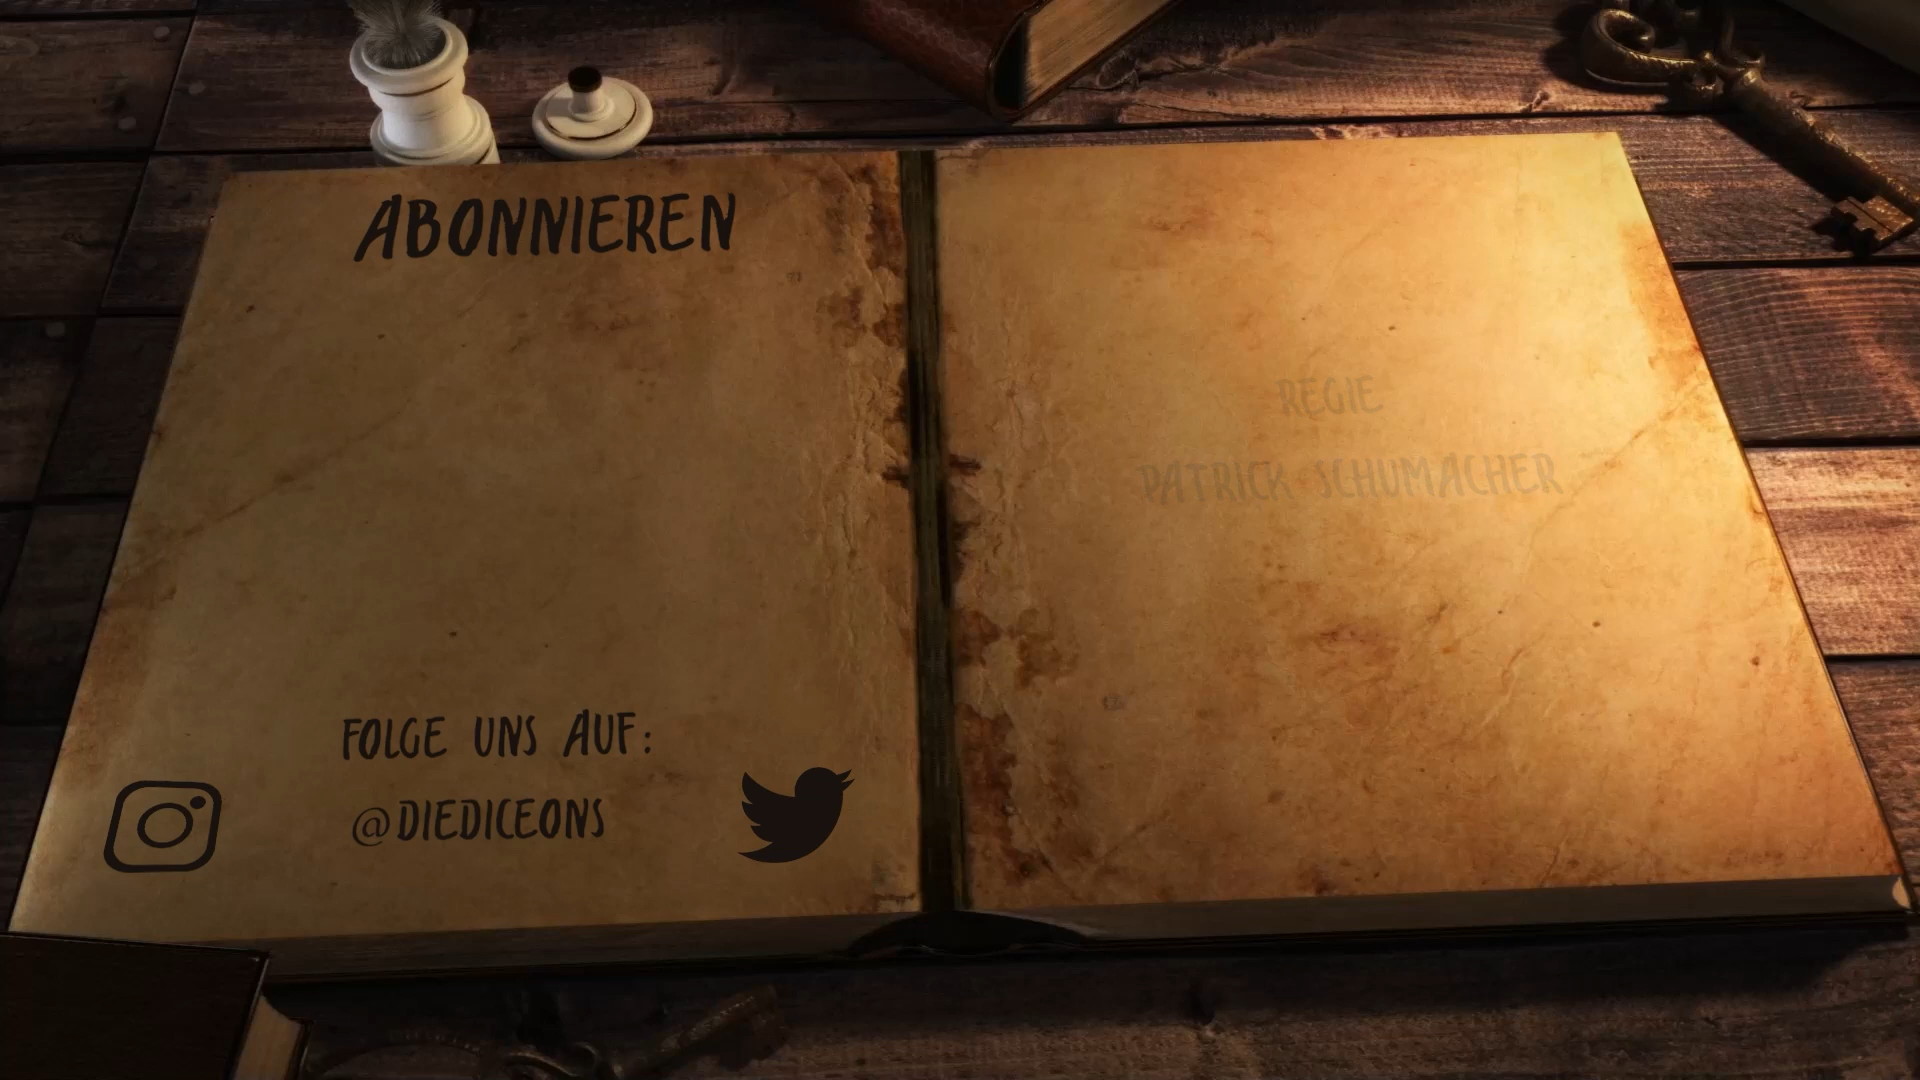 ABONNIEREN
FOLGE UNS AUF:
@DIEDICEONS
REGIE
PATRICK SCHUMACHER